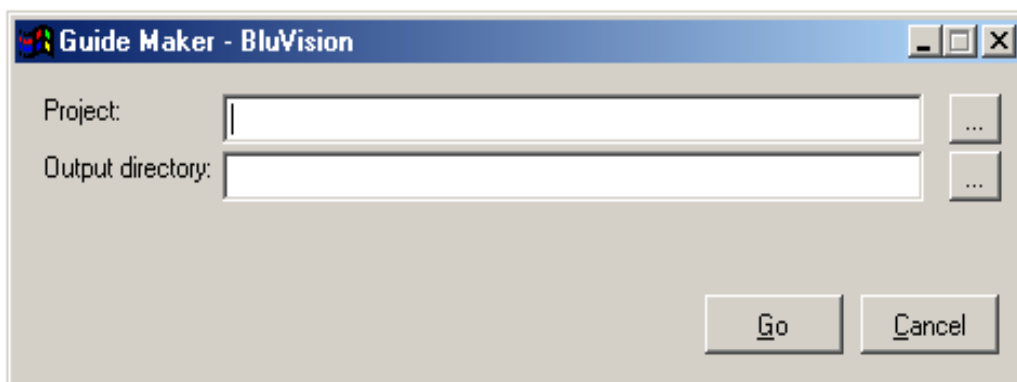 Guide Maker - BluVision
Project:
...
Output directory:
...
Go Cancel